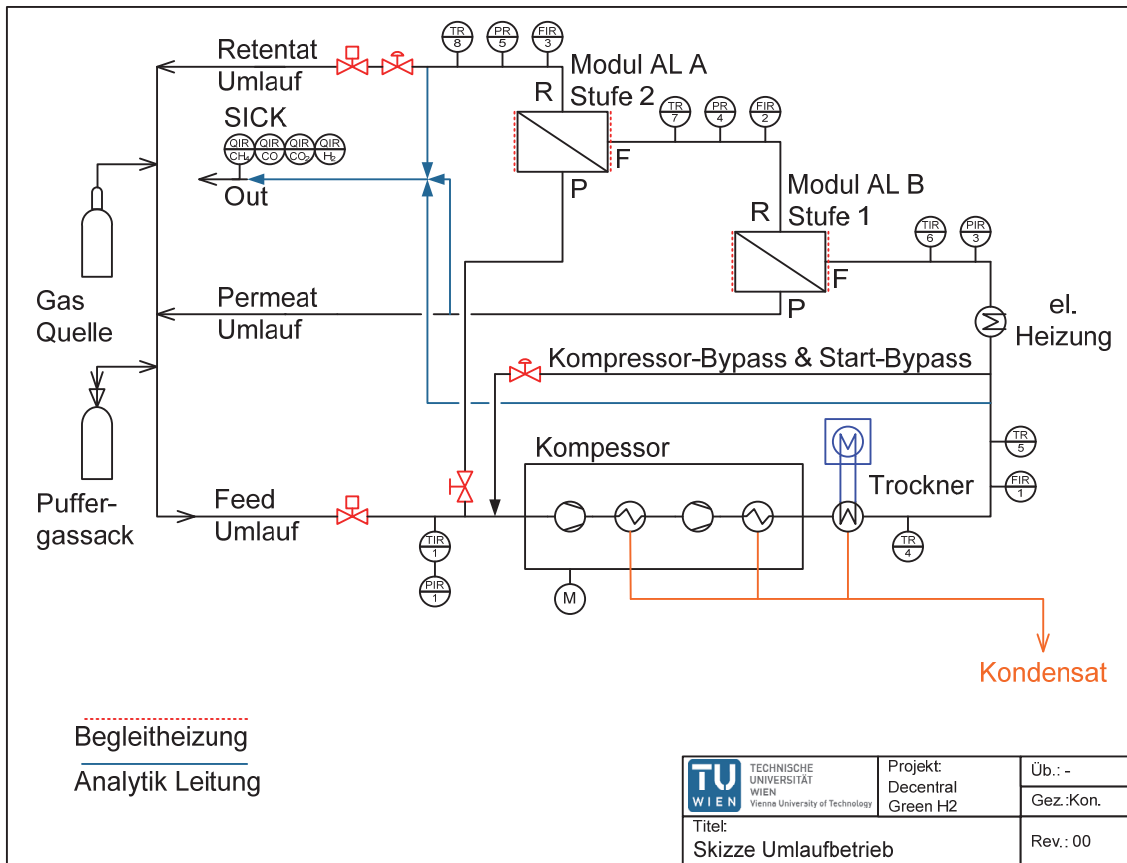 Retentat
Umlauf
TR
8
PR
5
FIR
3
Modul AL A
Stufe 2
R
F
P
TR
7
PR
4
FIR
2
SICK
QIR
CH₄
QIR
CO
QIR
CO₂
QIR
H₂
Out
Modul AL B
Stufe 1
R
F
P
TIR
6
PIR
3
Gas
Quelle
Permeat
Umlauf
el.
Heizung
Kompressor-Bypass & Start-Bypass
Puffer-
gassack
Feed
Umlauf
TIR
1
PIR
1
Kompessor
M
M
Trockner
TR
5
FIR
1
TR
4
Kondensat
Begleitheizung
Analytik Leitung
TU
WIEN
TECHNISCHE
UNIVERSITÄT
WIEN
Vienna University of Technology
Projekt:
Decentral
Green H2
Üb.: -
Gez.:Kon.
Titel:
Skizze Umlaufbetrieb
Rev.: 00